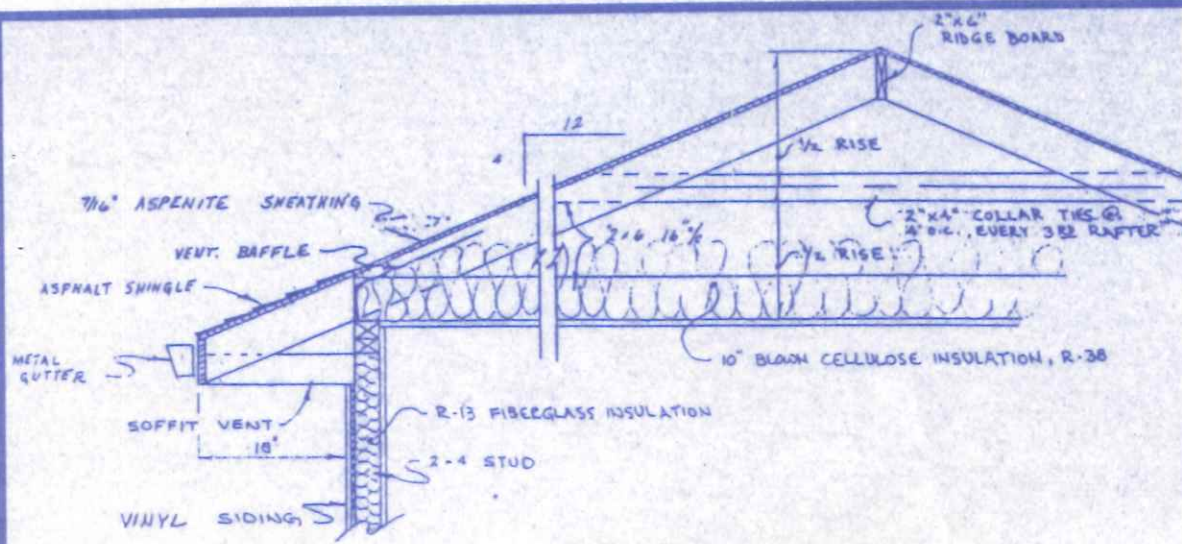 2"x6"
RIDGE BOARD
12
4
1/2 RISE
7/16" ASPENITE SHEATHING
2"x4" COLLAR TIES @
4' O.C., EVERY 3RD RAFTER
2x6 16"
VENT. BAFFLE
1/2 RISE
ASPHALT SHINGLE
METAL
GUTTER
10" BLOWN CELLULOSE INSULATION, R-38
SOFFIT VENT
R-13 FIBERGLASS INSULATION
18"
2-4 STUD
VINYL SIDING